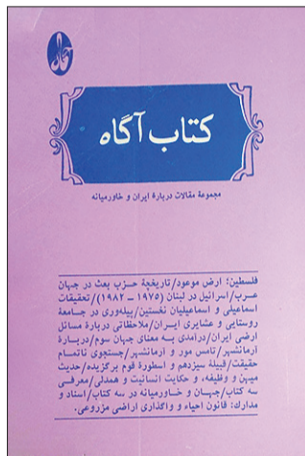 کتاب آگاه
مجموعهٔ مقالات دربارهٔ ایران و خاورمیانه
فلسطین: ارض موعود/تاریخچهٔ حزب بعث در جهان
عرب/اسرائیل در لبنان (۱۹۷۵ – ۱۹۸۲)/تحقیقات
اسماعیلی و اسماعیلیان نخستین/پیله‌وری در جامعهٔ
روستایی و عشایری ایران/ملاحظاتی دربارهٔ مسائل
ارضی ایران/درآمدی به معنای جهان سوم/دربارهٔ
آرمانشهر/تامس مور و آرمانشهر/جستجوی ناتمام
حقیقت/قبیلهٔ سیزدهم و اسطورهٔ قوم برگزیده/حدیث
میهن و وظیفه، و حکایت انسانیت و همدلی/معرفی
سه کتاب/جهان و خاورمیانه در سه کتاب/اسناد و
مدارک: قانون احیاء و واگذاری اراضی مزروعی.